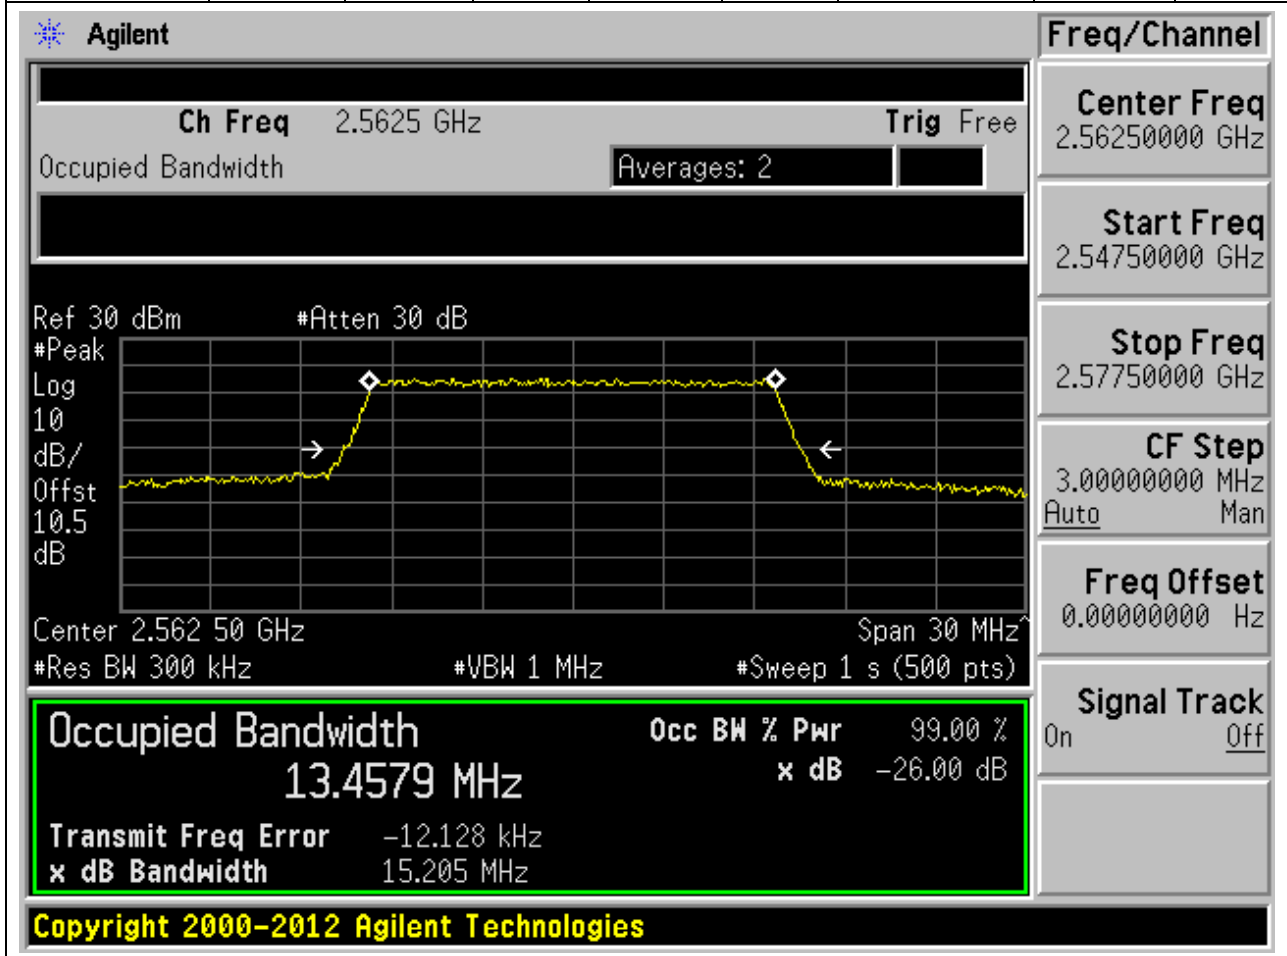 Agilent
Freq/Channel
Ch Freq 2.5625 GHz Trig Free
Occupied Bandwidth Averages: 2
Center Freq
2.56250000 GHz
Start Freq
2.54750000 GHz
Stop Freq
2.57750000 GHz
CF Step
3.00000000 MHz
Auto Man
Freq Offset
0.00000000 Hz
Signal Track
On Off
Ref 30 dBm #Atten 30 dB
#Peak
Log
10
dB/
Offst
10.5
dB
Center 2.562 50 GHz Span 30 MHz^
#Res BW 300 kHz #VBW 1 MHz #Sweep 1 s (500 pts)
Occupied Bandwidth Occ BW % Pwr 99.00 %
13.4579 MHz x dB -26.00 dB
Transmit Freq Error -12.128 kHz
x dB Bandwidth 15.205 MHz
Copyright 2000-2012 Agilent Technologies